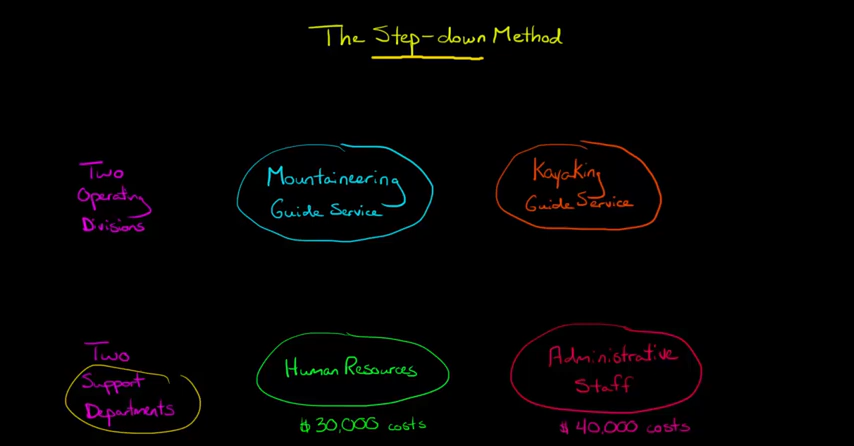 The Step-down Method
Two
Operating
Divisions
Mountaineering
Guide Service
Kayaking
Guide Service
Two
Support
Departments
Human Resources
$30,000 costs
Administrative
Staff
$40,000 costs